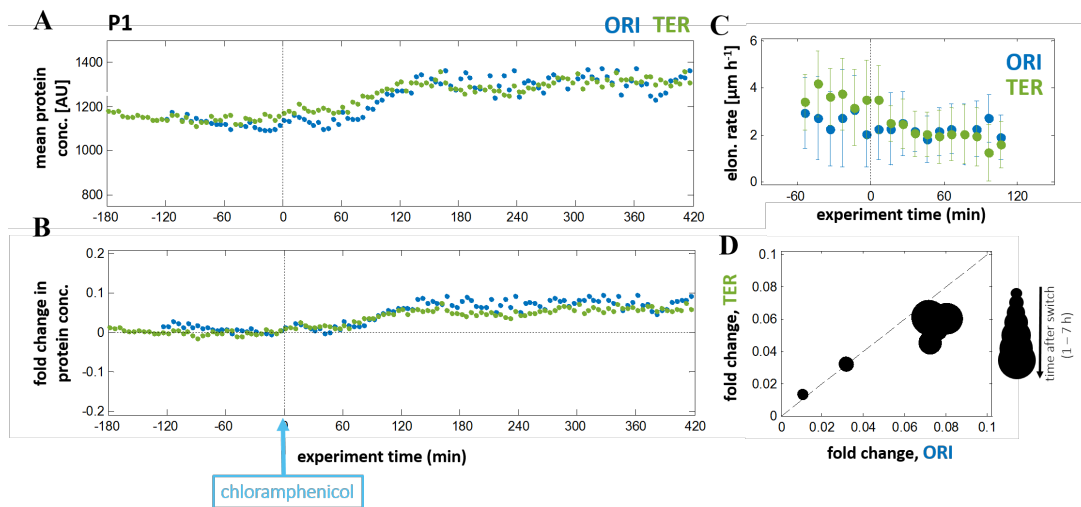 A
P1
ORI TER
mean protein
conc. [AU]
1400
1200
1000
800
-180 -120 -60 0 60 120 180 240 300 360 420
B
fold change in
protein conc.
0.2
0.1
0
-0.1
-0.2
-180 -120 -60 0 60 120 180 240 300 360 420
experiment time (min)
chloramphenicol
C
elon. rate [µm h⁻¹]
6
4
2
0
ORI
TER
-60 0 60 120
experiment time (min)
D
fold change, TER
0.1
0.08
0.06
0.04
0.02
0
0 0.02 0.04 0.06 0.08 0.1
fold change, ORI
time after switch
(1 – 7 h)